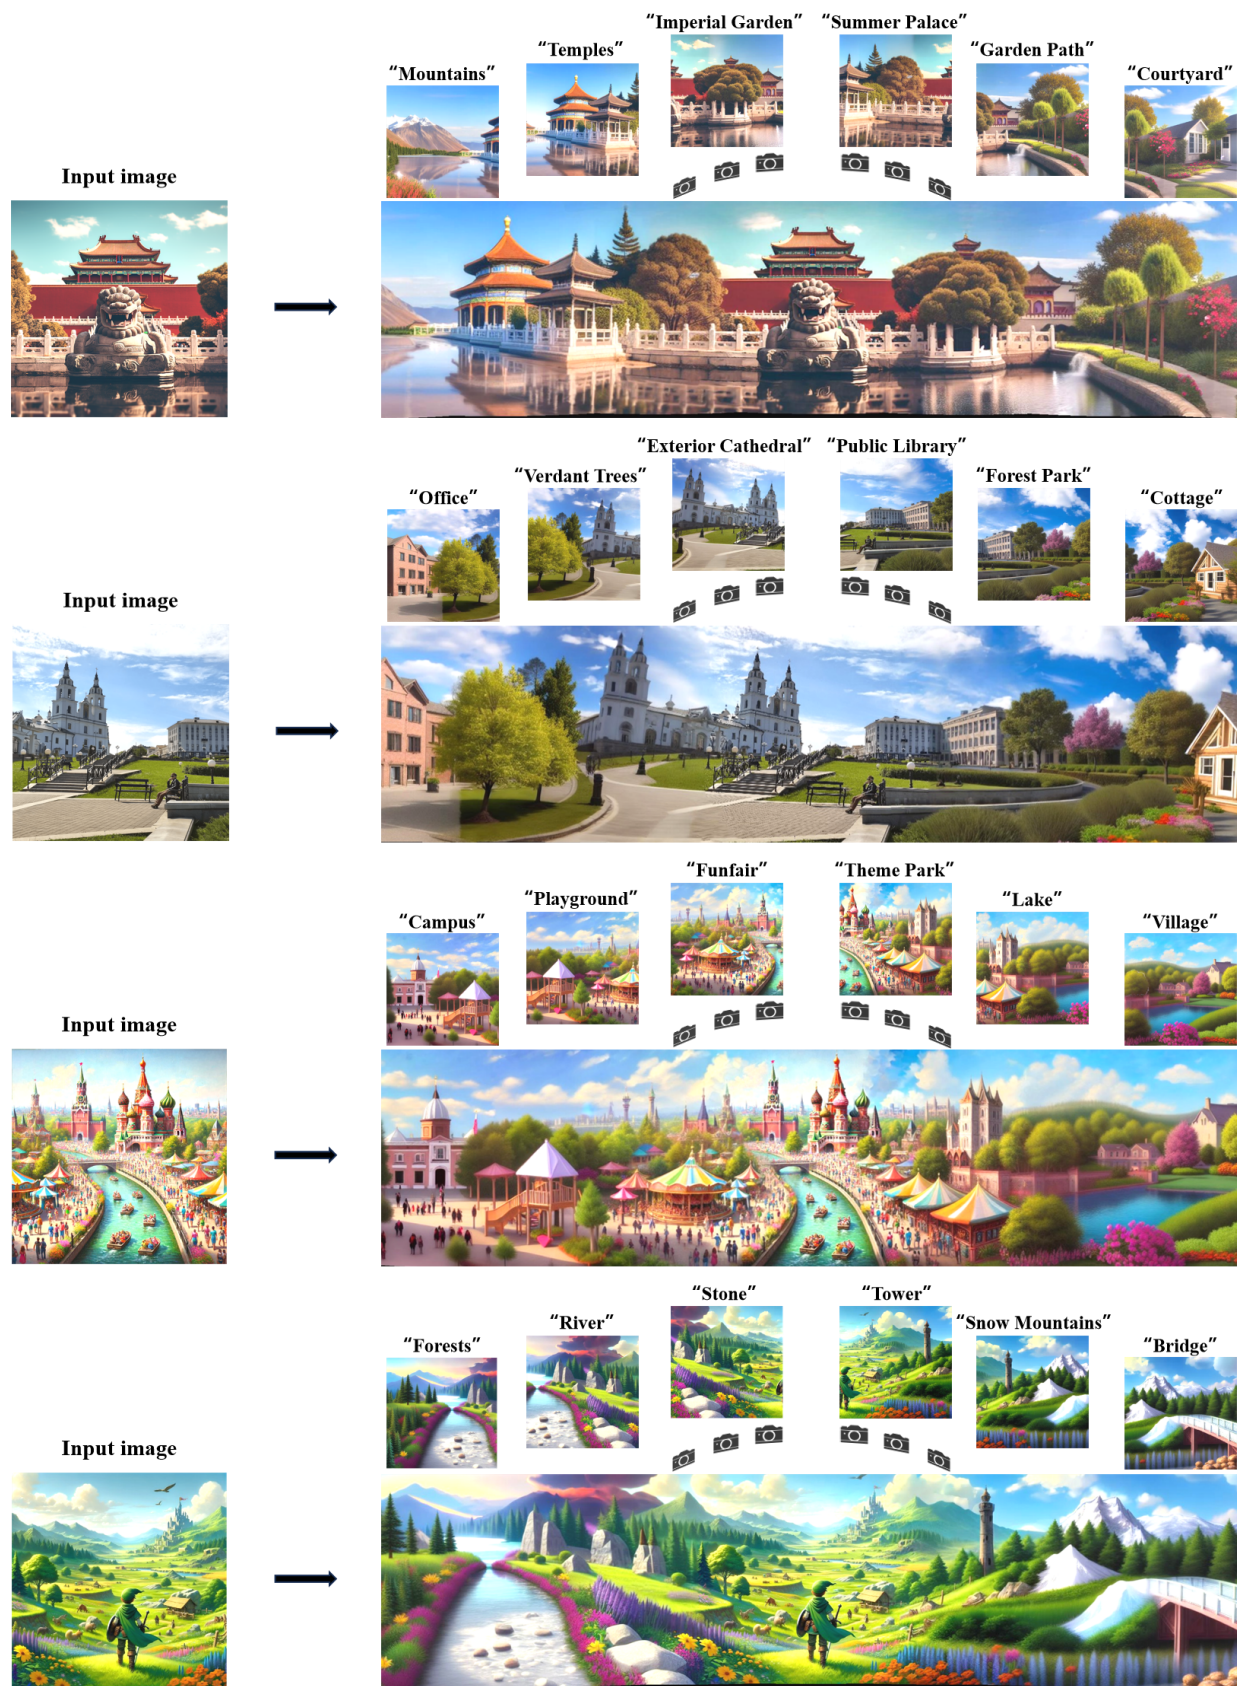 “Imperial Garden” “Summer Palace”
“Temples” “Garden Path”
“Mountains” “Courtyard”
Input image
“Exterior Cathedral” “Public Library”
“Verdant Trees” “Forest Park”
“Office” “Cottage”
Input image
“Funfair” “Theme Park”
“Playground” “Lake”
“Campus” “Village”
Input image
“Stone” “Tower”
“River” “Snow Mountains”
“Forests” “Bridge”
Input image